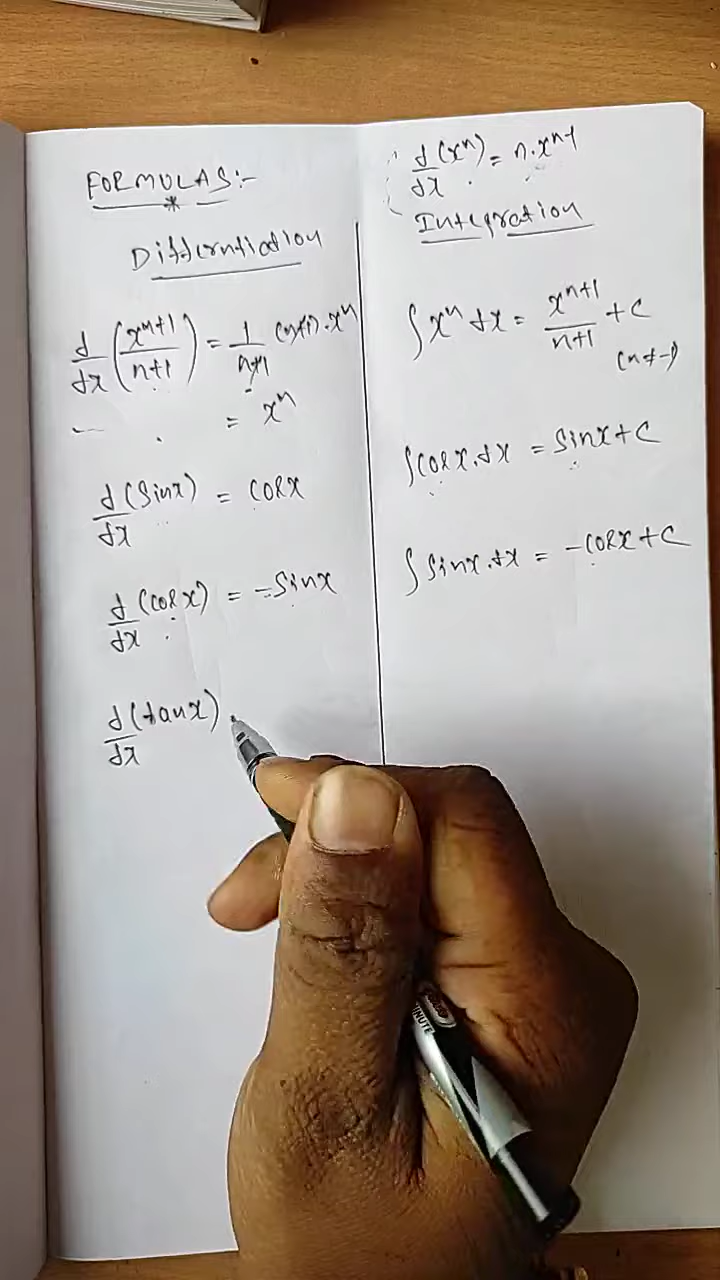 FORMULAS:-
Differntiation
d/dx (x^n+1/n+1) = 1/n+1 (n+1).x^n
= x^n
d/dx (sinx) = cosx
d/dx (cosx) = -sinx
d/dx (tanx)
d/dx (x^n) = n.x^n-1
Integration
∫x^n dx = x^n+1/n+1 + c
(n≠-1)
∫cosx.dx = sinx+c
∫sinx.dx = -cosx+c